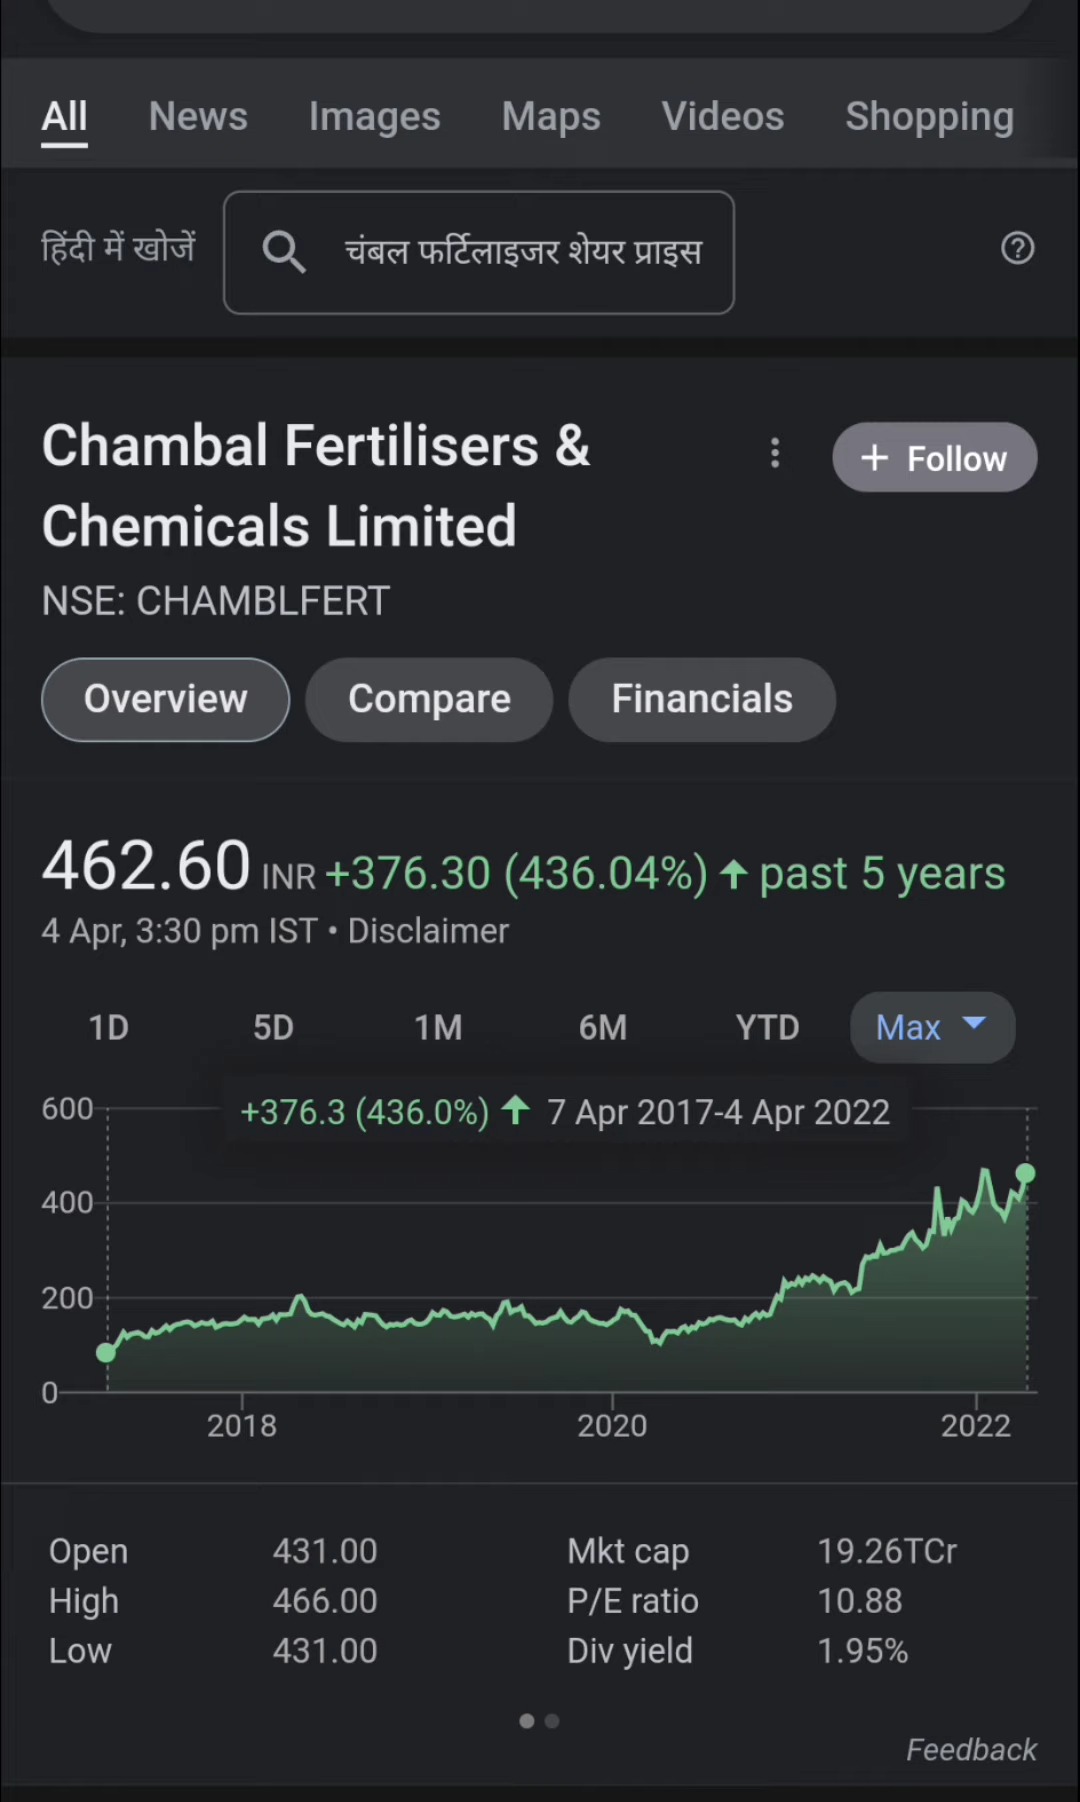 All News Images Maps Videos Shopping
हिंदी में खोजें चंबल फर्टिलाइजर शेयर प्राइस
Chambal Fertilisers &
Chemicals Limited
+ Follow
NSE: CHAMBLFERT
Overview Compare Financials
462.60 INR +376.30 (436.04%) ↑ past 5 years
4 Apr, 3:30 pm IST • Disclaimer
1D 5D 1M 6M YTD Max
+376.3 (436.0%) ↑ 7 Apr 2017-4 Apr 2022
600
400
200
0
2018 2020 2022
Open 431.00 Mkt cap 19.26TCr
High 466.00 P/E ratio 10.88
Low 431.00 Div yield 1.95%
Feedback